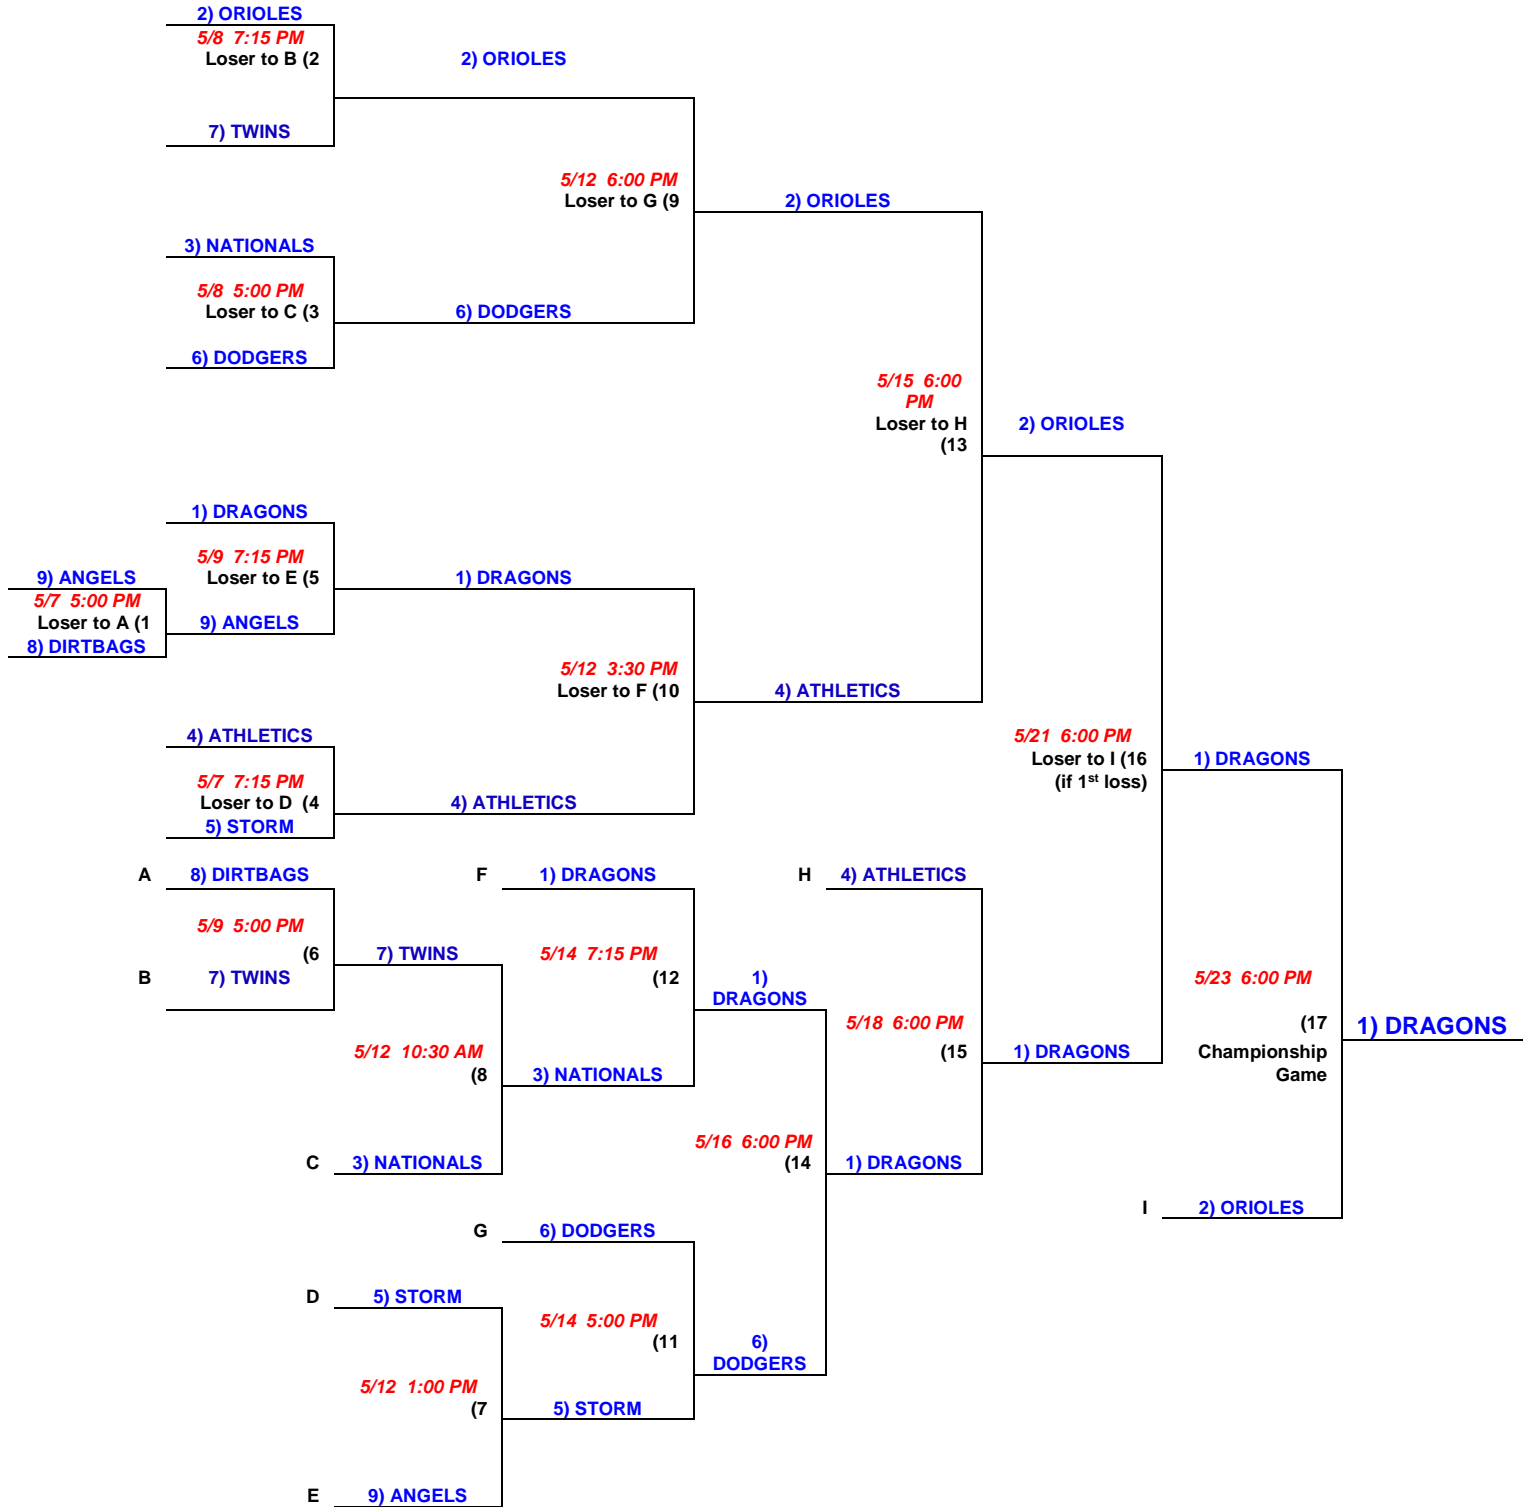 2) ORIOLES
5/8  7:15 PM
Loser to B (2
2) ORIOLES
7) TWINS
5/12  6:00 PM
Loser to G (9
2) ORIOLES
3) NATIONALS
5/8  5:00 PM
Loser to C (3
6) DODGERS
6) DODGERS
5/15  6:00
PM
Loser to H
(13
2) ORIOLES
1) DRAGONS
5/9  7:15 PM
Loser to E (5
1) DRAGONS
9) ANGELS
5/7  5:00 PM
Loser to A (1
9) ANGELS
8) DIRTBAGS
5/12  3:30 PM
Loser to F (10
4) ATHLETICS
4) ATHLETICS
5/7  7:15 PM
Loser to D  (4
4) ATHLETICS
5) STORM
5/21  6:00 PM
Loser to I (16
(if 1st loss)
1) DRAGONS
A
8) DIRTBAGS
F
1) DRAGONS
H
4) ATHLETICS
5/9  5:00 PM
(6
7) TWINS
B
7) TWINS
5/14  7:15 PM
(12
1)
DRAGONS
5/23  6:00 PM
(17
Championship
Game
1) DRAGONS
5/18  6:00 PM
(15
1) DRAGONS
5/12  10:30 AM
(8
3) NATIONALS
C
3) NATIONALS
5/16  6:00 PM
(14
1) DRAGONS
I
2) ORIOLES
G
6) DODGERS
D
5) STORM
5/14  5:00 PM
(11
6)
DODGERS
5/12  1:00 PM
(7
5) STORM
E
9) ANGELS